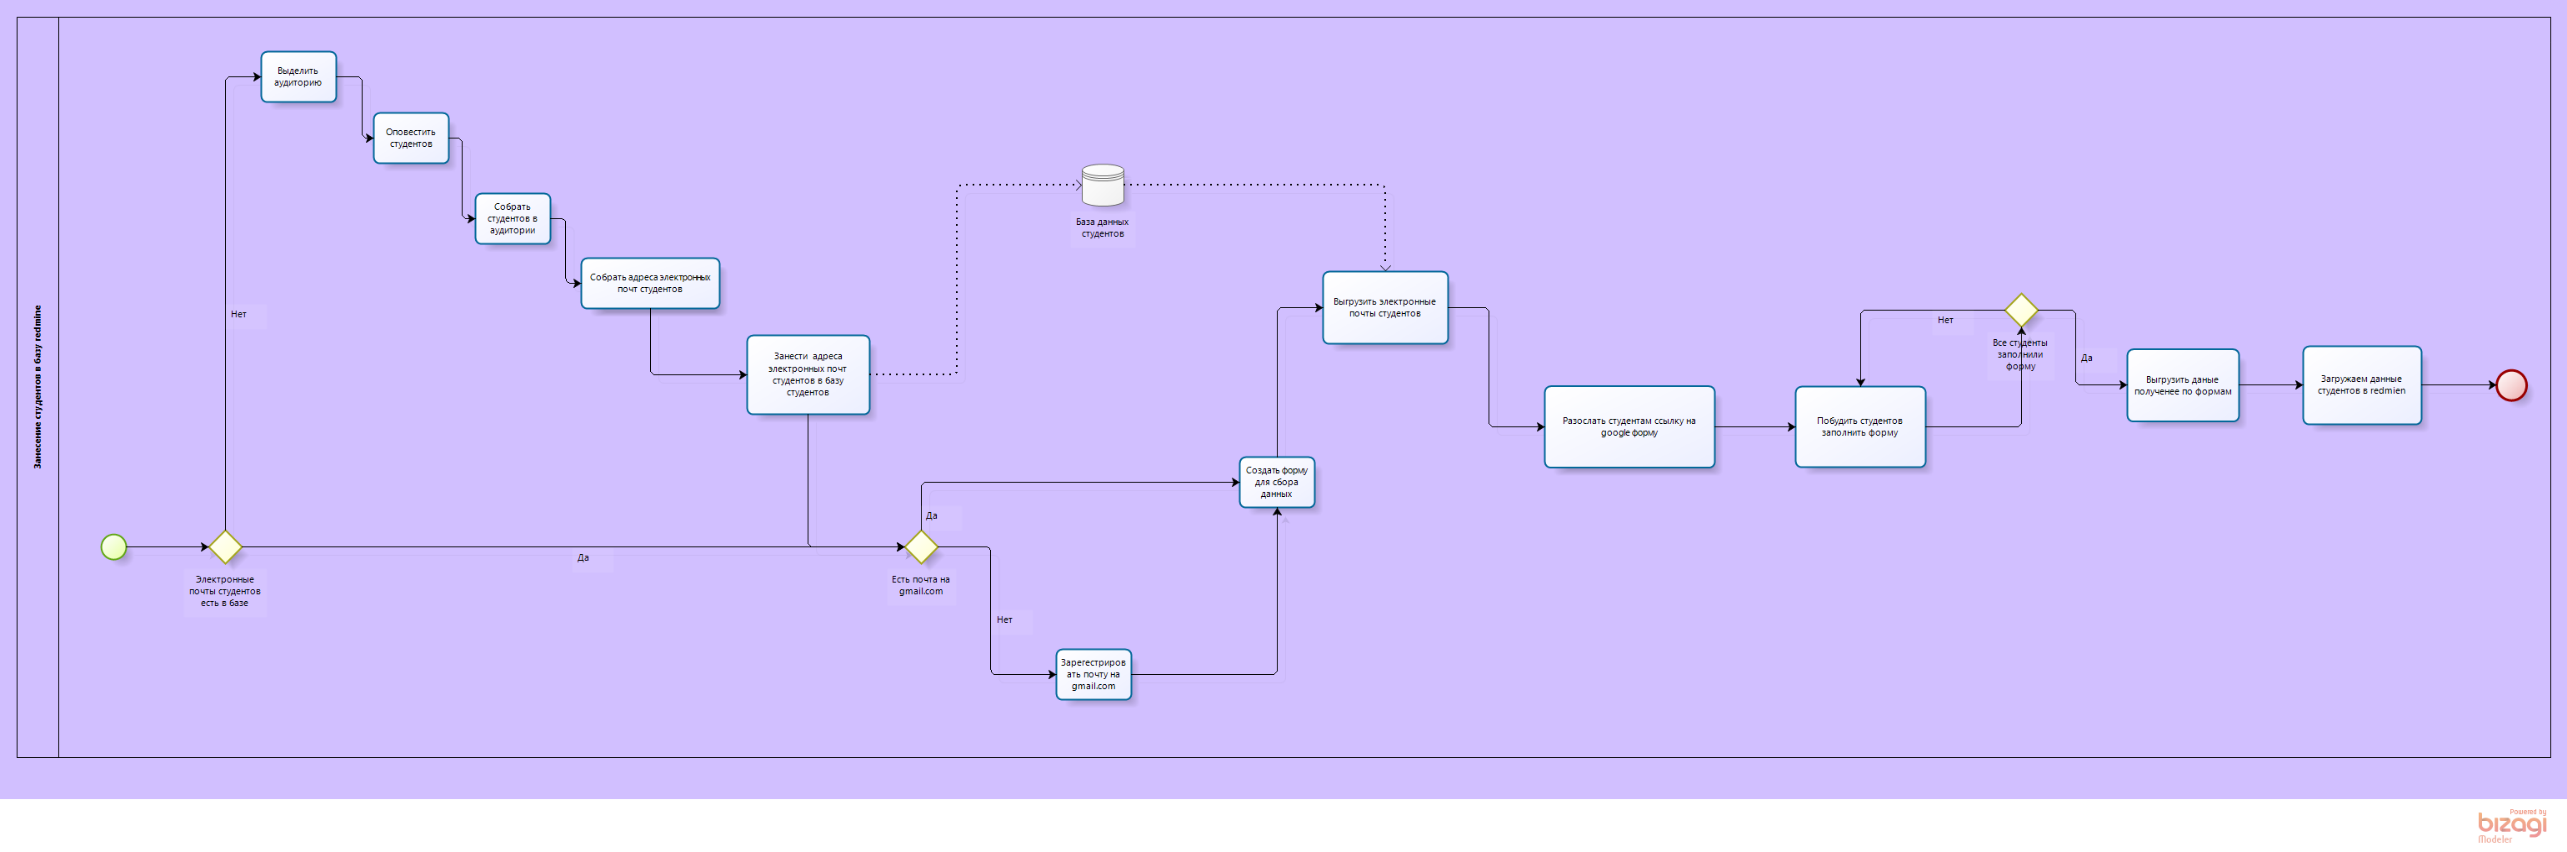 Занесение студентов в базу redmine
Выделить
аудиторию
Оповестить
студентов
Собрать
студентов в
аудитории
Собрать адреса электронных
почт студентов
Занести  адреса
электронных почт
студентов в базу
студентов
База данных
студентов
Нет
Электронные
почты студентов
есть в базе
Да
Есть почта на
gmail.com
Да
Нет
Зарегестриров
ать почту на
gmail.com
Создать форму
для сбора
данных
Выгрузить электронные
почты студентов
Разослать студентам ссылку на
google форму
Побудить студентов
заполнить форму
Нет
Все студенты
заполнили
форму
Да
Выгрузить даные
полученее по формам
Загружаем данные
студентов в redmien
Powered by
bizagi
Modeler